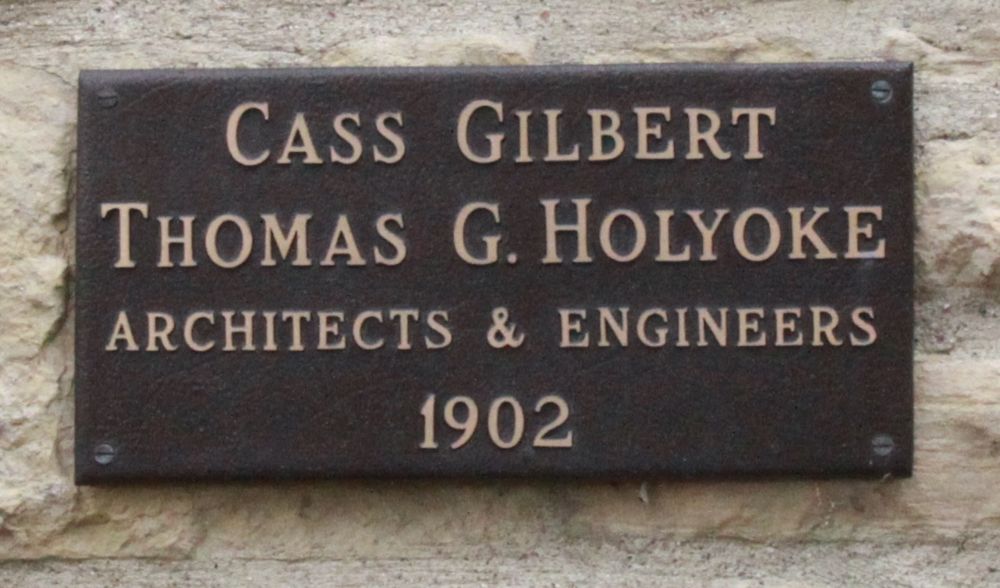 CASS GILBERT
THOMAS G. HOLYOKE
ARCHITECTS & ENGINEERS
1902